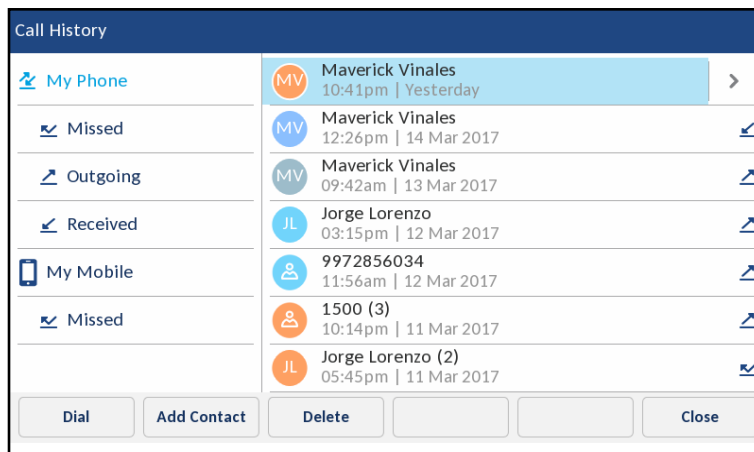 Call History
My Phone
Missed
Outgoing
Received
My Mobile
Missed
MV
Maverick Vinales
10:41pm | Yesterday
MV
Maverick Vinales
12:26pm | 14 Mar 2017
MV
Maverick Vinales
09:42am | 13 Mar 2017
JL
Jorge Lorenzo
03:15pm | 12 Mar 2017
9972856034
11:56am | 12 Mar 2017
1500 (3)
10:14pm | 11 Mar 2017
JL
Jorge Lorenzo (2)
05:45pm | 11 Mar 2017
Dial
Add Contact
Delete
Close